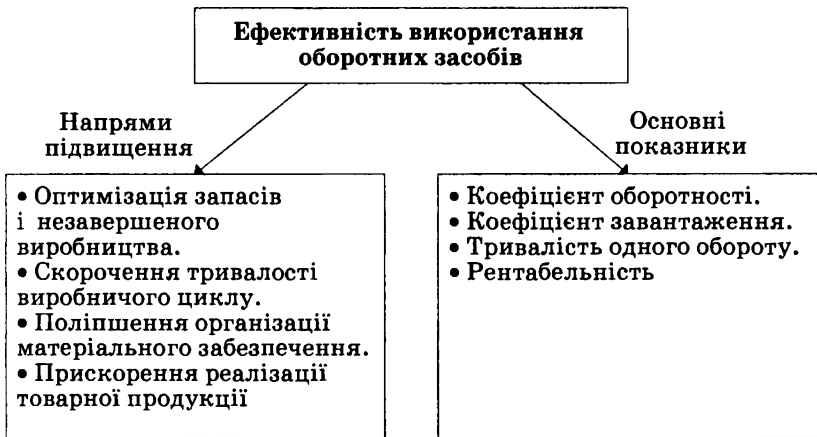 Ефективність використання
оборотних засобів
Напрями
підвищення
• Оптимізація запасів
і незавершеного
виробництва.
• Скорочення тривалості
виробничого циклу.
• Поліпшення організації
матеріального забезпечення.
• Прискорення реалізації
товарної продукції
Основні
показники
• Коефіцієнт оборотності.
• Коефіцієнт завантаження.
• Тривалість одного обороту.
• Рентабельність